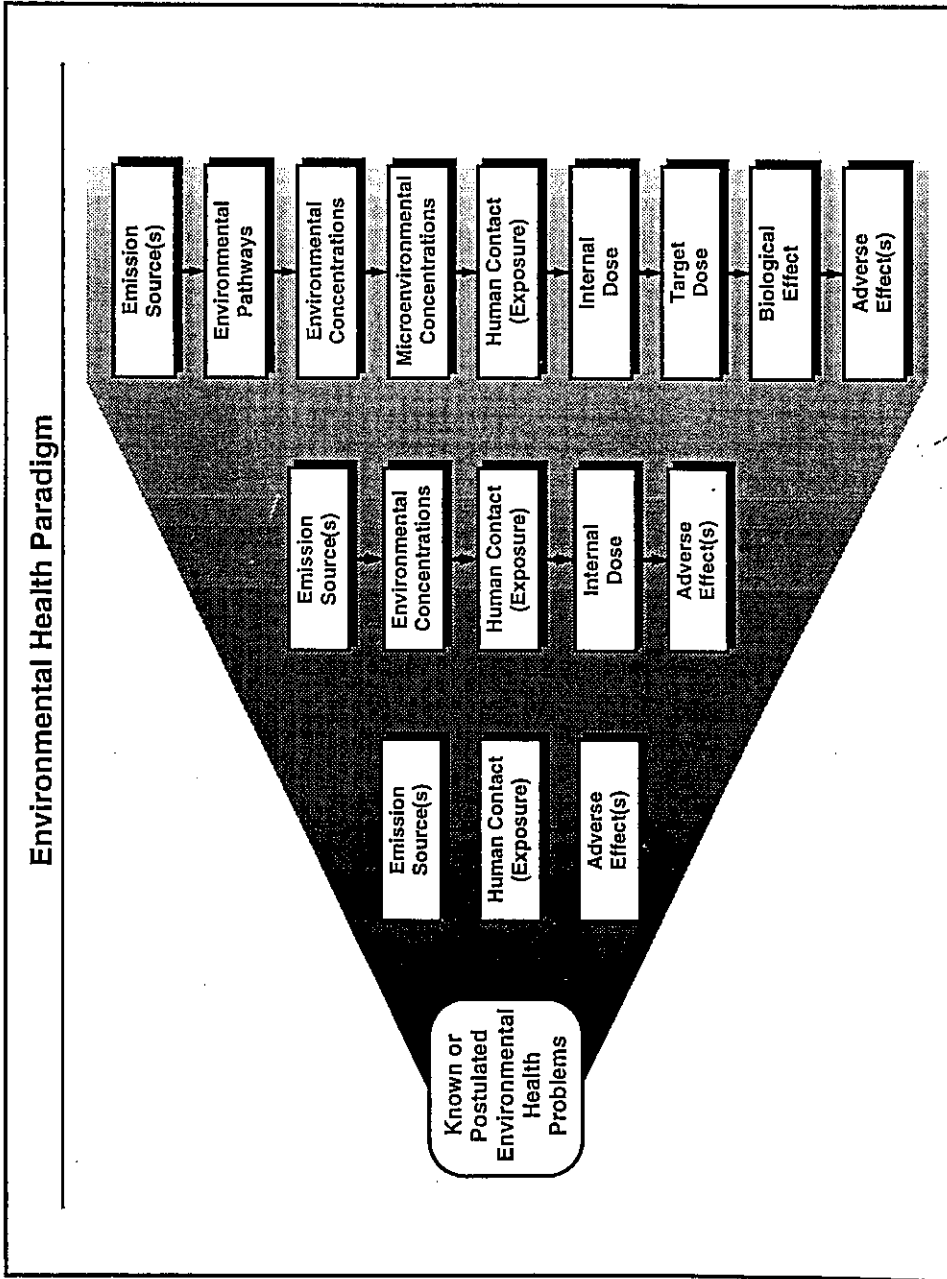 Environmental Health Paradigm
Known or
Postulated
Environmental
Health
Problems
Emission
Source(s)
Human Contact
(Exposure)
Adverse
Effect(s)
Emission
Source(s)
Environmental
Concentrations
Human Contact
(Exposure)
Internal
Dose
Adverse
Effect(s)
Emission
Source(s)
Environmental
Pathways
Environmental
Concentrations
Microenvironmental
Concentrations
Human Contact
(Exposure)
Internal
Dose
Target
Dose
Biological
Effect
Adverse
Effect(s)